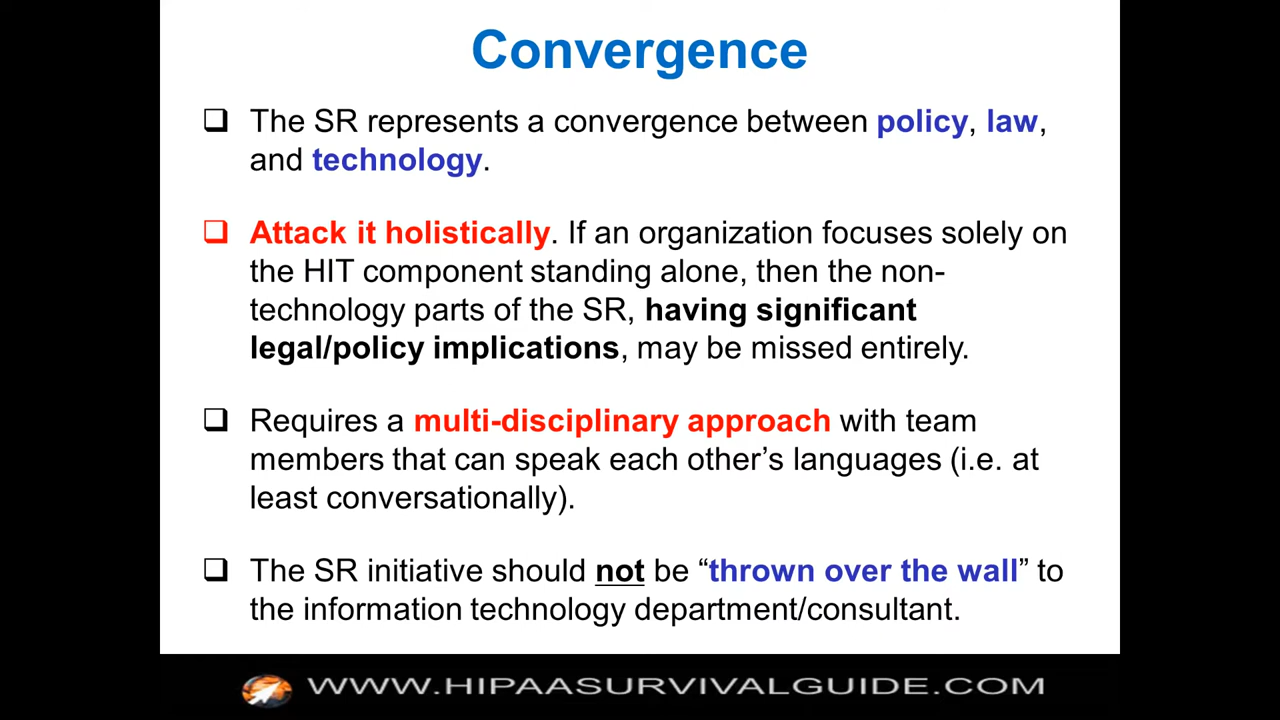 Convergence
❑ The SR represents a convergence between policy, law,
and technology.
❑ Attack it holistically. If an organization focuses solely on
the HIT component standing alone, then the non-
technology parts of the SR, having significant
legal/policy implications, may be missed entirely.
❑ Requires a multi-disciplinary approach with team
members that can speak each other’s languages (i.e. at
least conversationally).
❑ The SR initiative should not be “thrown over the wall” to
the information technology department/consultant.
WWW.HIPAASURVIVALGUIDE.COM